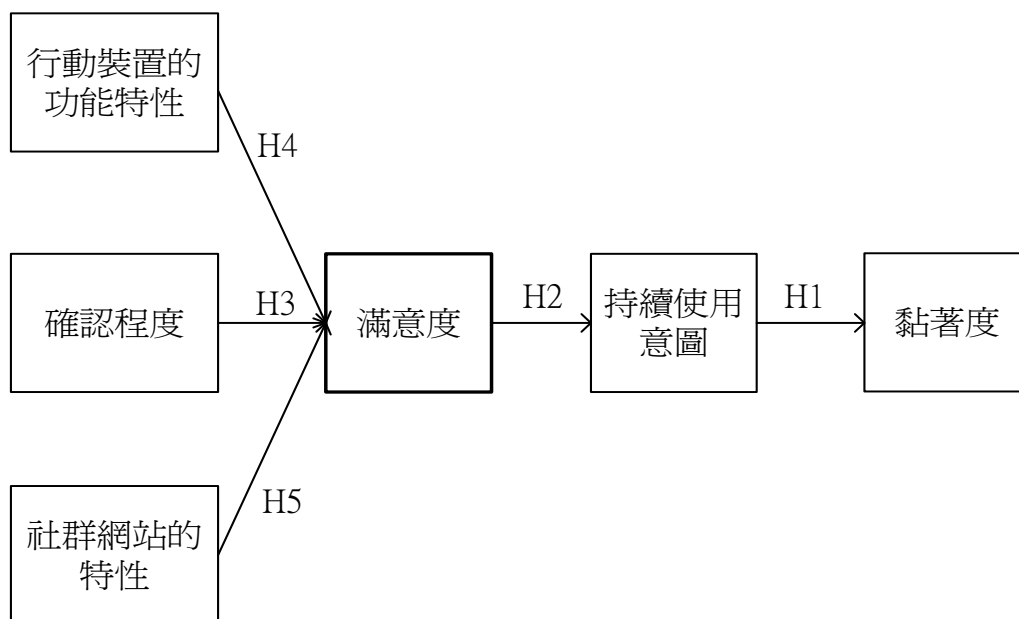 行動裝置的
功能特性
H4
確認程度
H3
滿意度
H2
持續使用
意圖
H1
黏著度
H5
社群網站的
特性